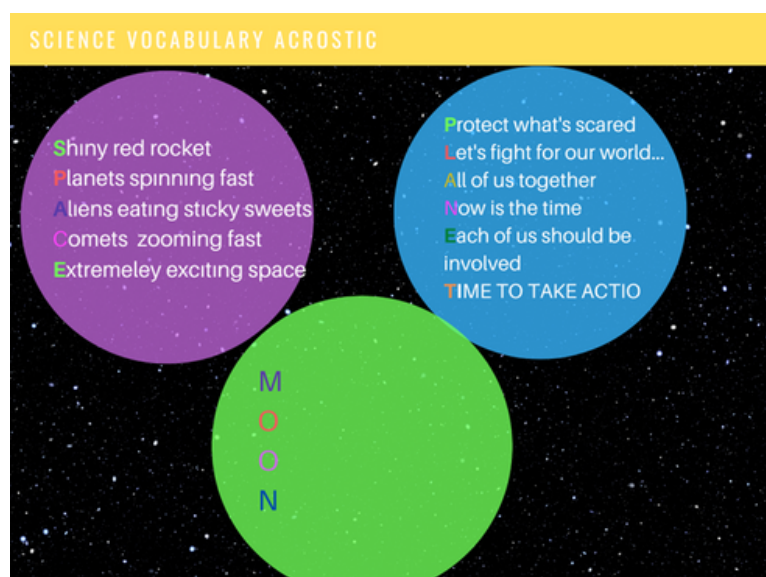 SCIENCE VOCABULARY ACROSTIC
Shiny red rocket
Planets spinning fast
Aliens eating sticky sweets
Comets zooming fast
Extremeley exciting space
Protect what's scared
Let's fight for our world...
All of us together
Now is the time
Each of us should be
involved
TIME TO TAKE ACTIO
M
O
O
N